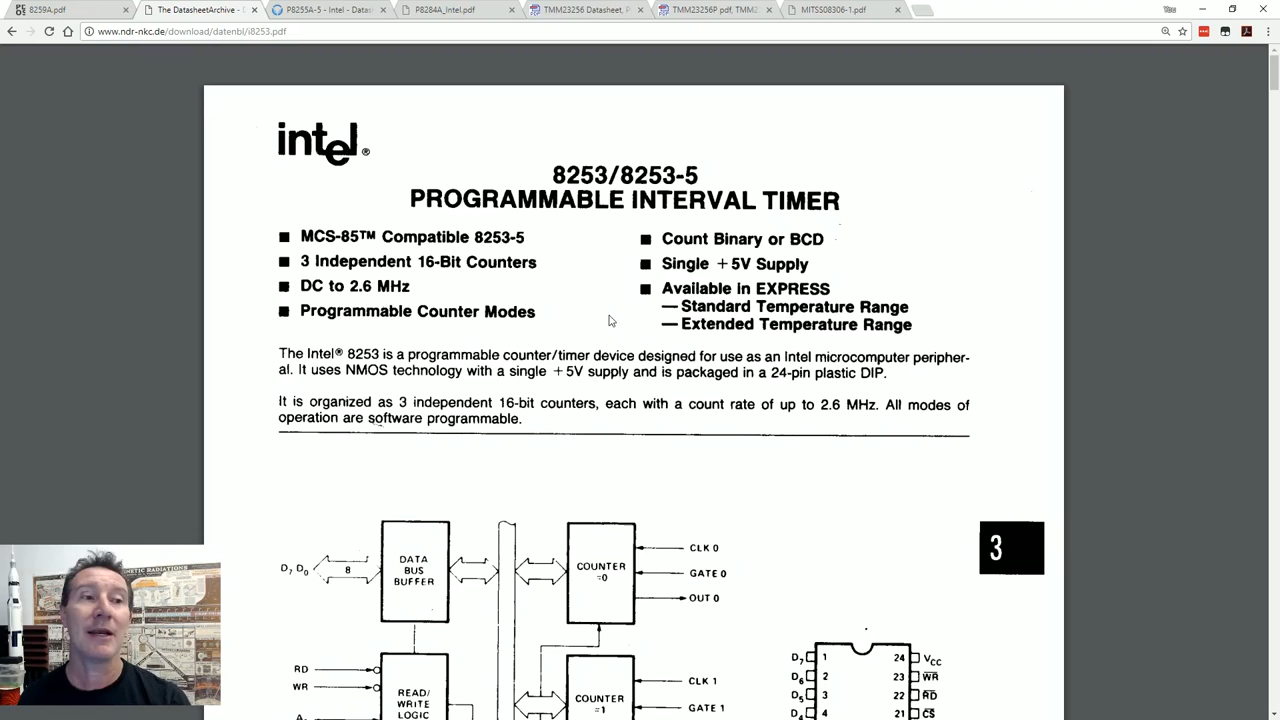 8259A.pdf
The DatasheetArchive - D
P8255A-5 - Intel - Datas
P8284A_Intel.pdf
TMM23256 Datasheet, P
TMM23256P pdf, TMM2
MITSS08306-1.pdf
You
www.ndr-nkc.de/download/datenbl/i8253.pdf
intel®
8253/8253-5
PROGRAMMABLE INTERVAL TIMER
■ MCS-85™ Compatible 8253-5
■ 3 Independent 16-Bit Counters
■ DC to 2.6 MHz
■ Programmable Counter Modes
■ Count Binary or BCD
■ Single +5V Supply
■ Available in EXPRESS
— Standard Temperature Range
— Extended Temperature Range
The Intel® 8253 is a programmable counter/timer device designed for use as an Intel microcomputer peripher-
al. It uses NMOS technology with a single +5V supply and is packaged in a 24-pin plastic DIP.
It is organized as 3 independent 16-bit counters, each with a count rate of up to 2.6 MHz. All modes of
operation are software programmable.
3
D7 D0
8
DATA
BUS
BUFFER
COUNTER
=0
CLK 0
GATE 0
OUT 0
RD
WR
READ/
WRITE
LOGIC
COUNTER
=1
CLK 1
GATE 1
D7 1 24 VCC
D6 2 23 WR
D5 3 22 RD
D4 4 21 CS